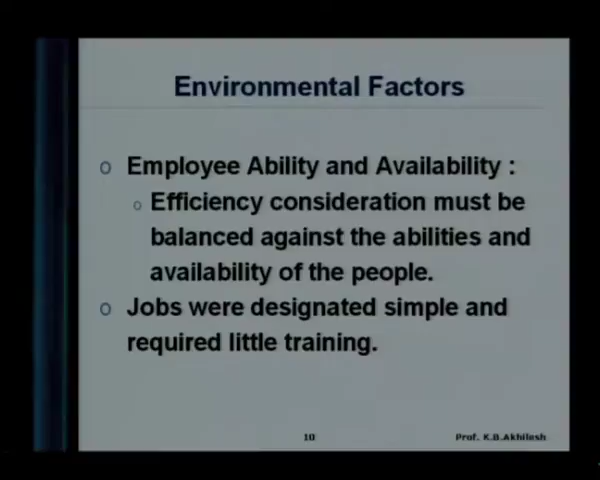 Environmental Factors
o Employee Ability and Availability :
o Efficiency consideration must be
balanced against the abilities and
availability of the people.
o Jobs were designated simple and
required little training.
10
Prof. K.B.Akhilesh